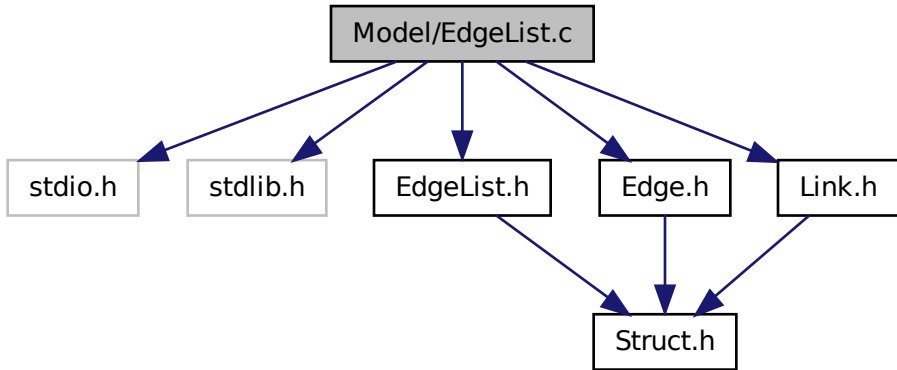 Model/EdgeList.c
stdio.h
stdlib.h
EdgeList.h
Edge.h
Link.h
Struct.h